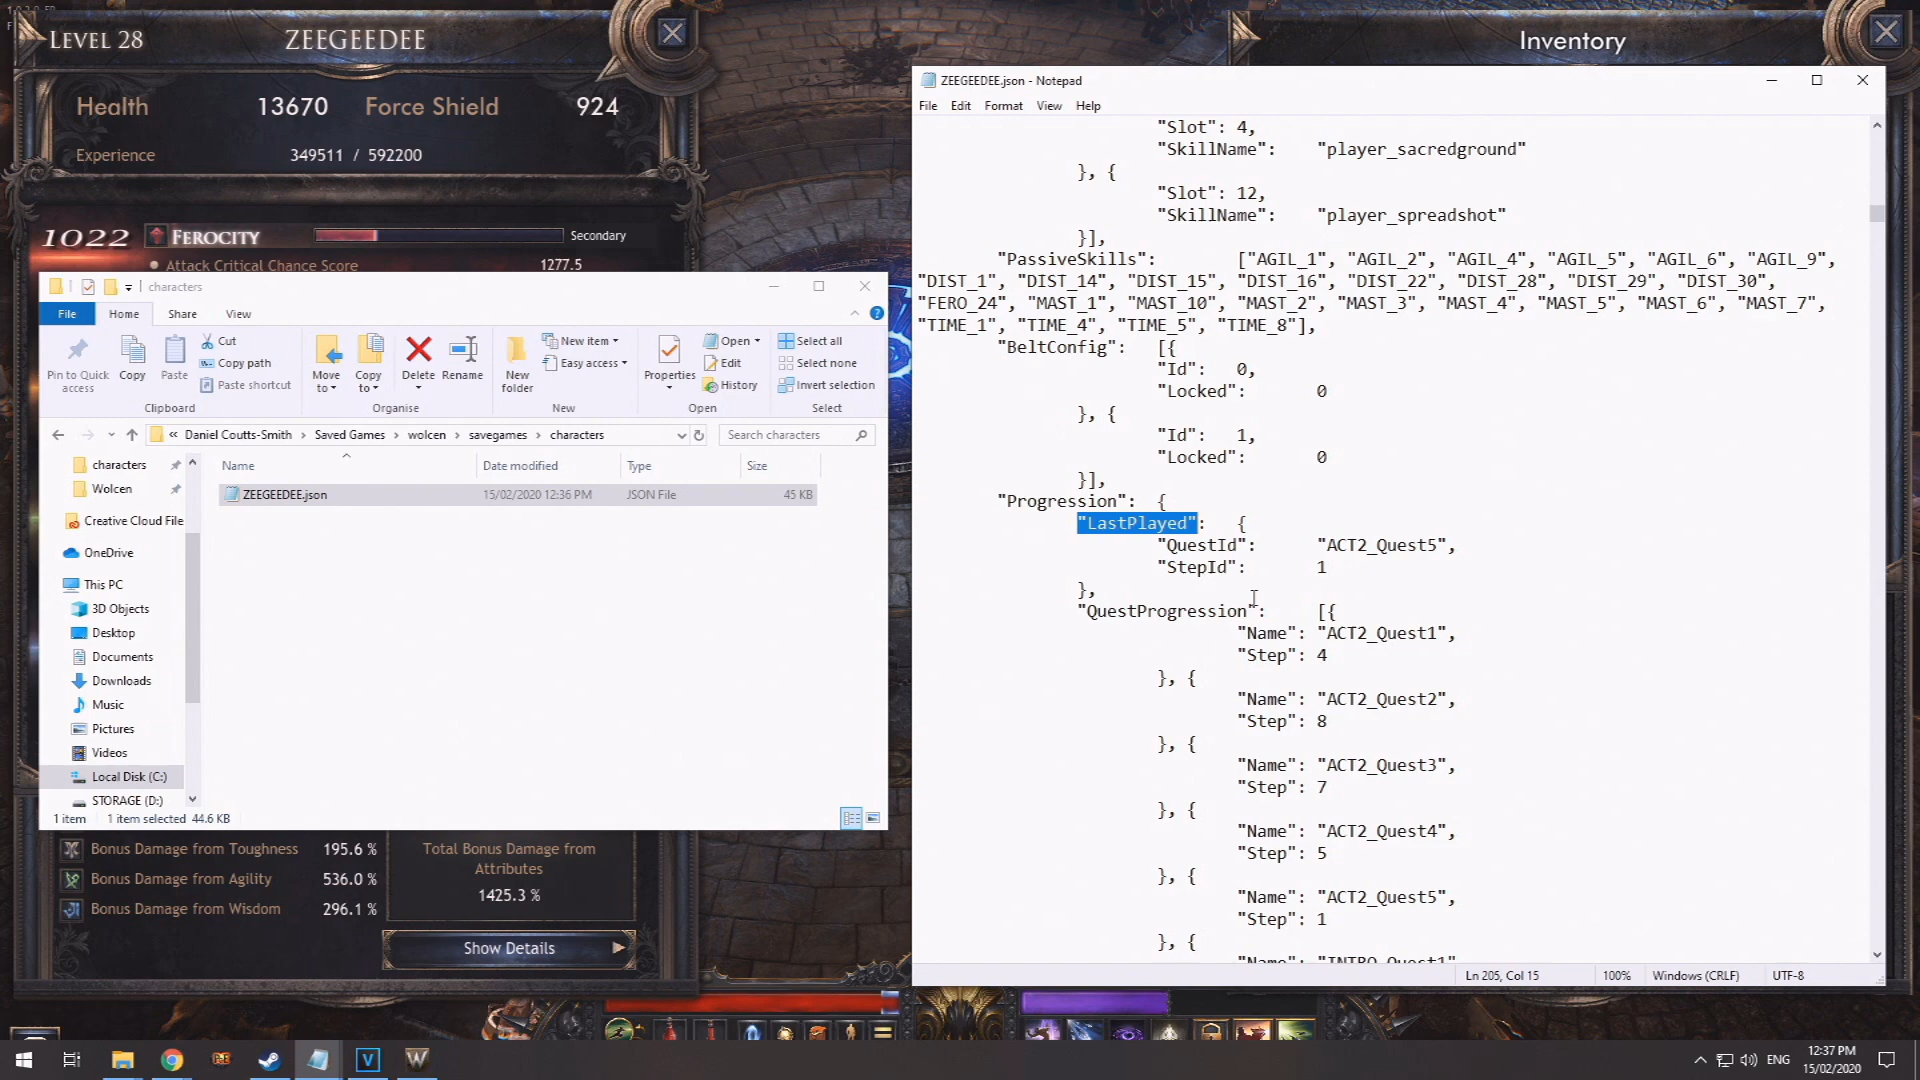 LEVEL 28
ZEEGEEDEE
Health 13670 Force Shield 924
Experience 349511 / 592200
1022 FEROCITY Secondary
Attack Critical Chance Score 1277.5
characters
File Home Share View
Pin to Quick access
Copy
Paste
Cut
Copy path
Paste shortcut
Clipboard
Move to
Copy to
Delete
Rename
Organise
New folder
New item
Easy access
New
Properties
Open
Edit
History
Open
Select all
Select none
Invert selection
Select
« Daniel Coutts-Smith > Saved Games > wolcen > savegames > characters
Search characters
characters
Wolcen
Creative Cloud File
OneDrive
This PC
3D Objects
Desktop
Documents
Downloads
Music
Pictures
Videos
Local Disk (C:)
STORAGE (D:)
Name Date modified Type Size
ZEEGEEDEE.json 15/02/2020 12:36 PM JSON File 45 KB
1 item 1 item selected 44.6 KB
Bonus Damage from Toughness 195.6 %
Bonus Damage from Agility 536.0 %
Bonus Damage from Wisdom 296.1 %
Total Bonus Damage from
Attributes
1425.3 %
Show Details
Inventory
ZEEGEEDEE.json - Notepad
File Edit Format View Help
"Slot": 4,
"SkillName": "player_sacredground"
}, {
"Slot": 12,
"SkillName": "player_spreadshot"
}],
"PassiveSkills": ["AGIL_1", "AGIL_2", "AGIL_4", "AGIL_5", "AGIL_6", "AGIL_9",
"DIST_1", "DIST_14", "DIST_15", "DIST_16", "DIST_22", "DIST_28", "DIST_29", "DIST_30",
"FERO_24", "MAST_1", "MAST_10", "MAST_2", "MAST_3", "MAST_4", "MAST_5", "MAST_6", "MAST_7",
"TIME_1", "TIME_4", "TIME_5", "TIME_8"],
"BeltConfig": [{
"Id": 0,
"Locked": 0
}, {
"Id": 1,
"Locked": 0
}],
"Progression": {
"LastPlayed": {
"QuestId": "ACT2_Quest5",
"StepId": 1
},
"QuestProgression": [{
"Name": "ACT2_Quest1",
"Step": 4
}, {
"Name": "ACT2_Quest2",
"Step": 8
}, {
"Name": "ACT2_Quest3",
"Step": 7
}, {
"Name": "ACT2_Quest4",
"Step": 5
}, {
"Name": "ACT2_Quest5",
"Step": 1
}, {
"Name": "INTRO_Quest1",
Ln 205, Col 15 100% Windows (CRLF) UTF-8
ENG
12:37 PM
15/02/2020